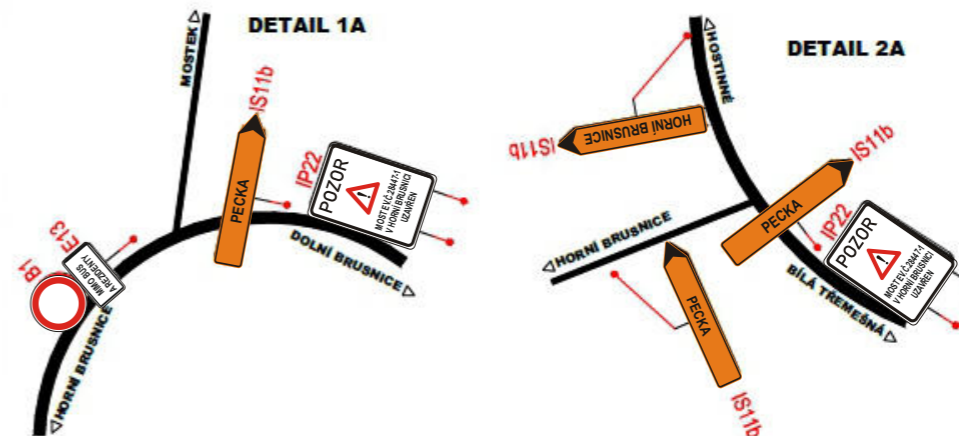 DETAIL 1A
MOSTEK
IS11b
PECKA
IP22
POZOR
!
MOST EV.Č.28447-1
V HORNÍ BRUSNICI
UZAVŘEN
DOLNÍ BRUSNICE
B1
E13
MIMO BUS
A REZIDENTY
HORNÍ BRUSNICE
DETAIL 2A
HOSTINNÉ
HORNÍ BRUSNICE
IS11b
IS11b
PECKA
HORNÍ BRUSNICE
IP22
POZOR
!
MOST EV.Č.28447-1
V HORNÍ BRUSNICI
UZAVŘEN
BÍLÁ TŘEMEŠNÁ
PECKA
IS11b